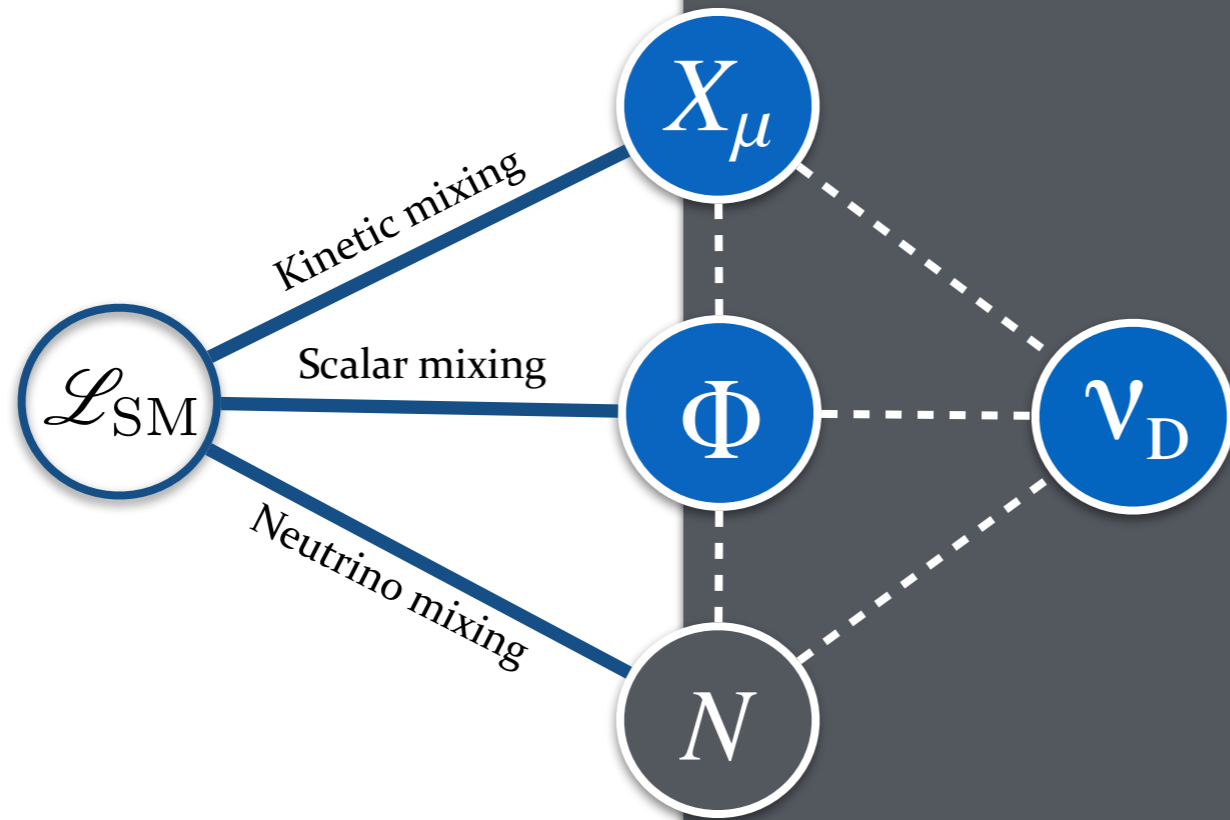 X_μ
Kinetic mixing
Scalar mixing
ℒ_SM
Φ
ν_D
Neutrino mixing
N